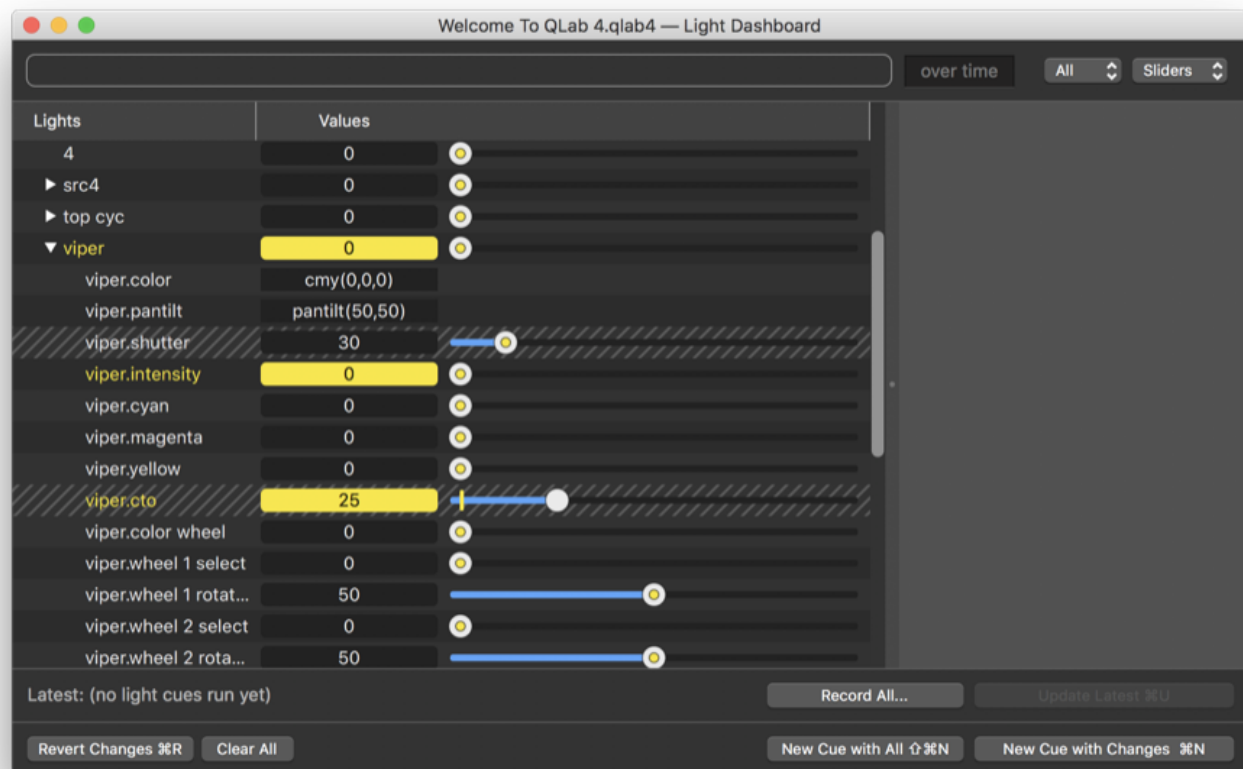 Welcome To QLab 4.qlab4 — Light Dashboard
over time All Sliders
Lights Values
4 0
src4 0
top cyc 0
viper 0
viper.color cmy(0,0,0)
viper.pantilt pantilt(50,50)
viper.shutter 30
viper.intensity 0
viper.cyan 0
viper.magenta 0
viper.yellow 0
viper.cto 25
viper.color wheel 0
viper.wheel 1 select 0
viper.wheel 1 rotat... 50
viper.wheel 2 select 0
viper.wheel 2 rota... 50
Latest: (no light cues run yet) Record All... Update Latest ⌘U
Revert Changes ⌘R Clear All New Cue with All ⇧⌘N New Cue with Changes ⌘N